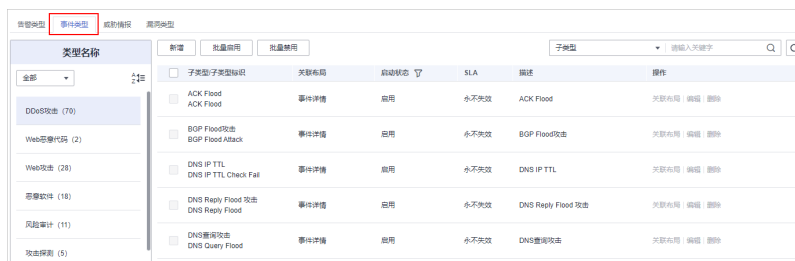 告警类型 事件类型 威胁情报 漏洞类型
类型名称
全部
DDoS攻击 (70)
Web恶意代码 (2)
Web攻击 (28)
恶意软件 (18)
风险审计 (11)
攻击探测 (5)
新增 批量启用 批量禁用 子类型 请输入关键字
子类型/子类型标识 关联布局 启动状态 SLA 描述 操作
ACK Flood
ACK Flood
事件详情 启用 永不失效 ACK Flood 关联布局 编辑 删除
BGP Flood攻击
BGP Flood Attack
事件详情 启用 永不失效 BGP Flood攻击 关联布局 编辑 删除
DNS IP TTL
DNS IP TTL Check Fail
事件详情 启用 永不失效 DNS IP TTL 关联布局 编辑 删除
DNS Reply Flood 攻击
DNS Reply Flood
事件详情 启用 永不失效 DNS Reply Flood 攻击 关联布局 编辑 删除
DNS查询攻击
DNS Query Flood
事件详情 启用 永不失效 DNS查询攻击 关联布局 编辑 删除